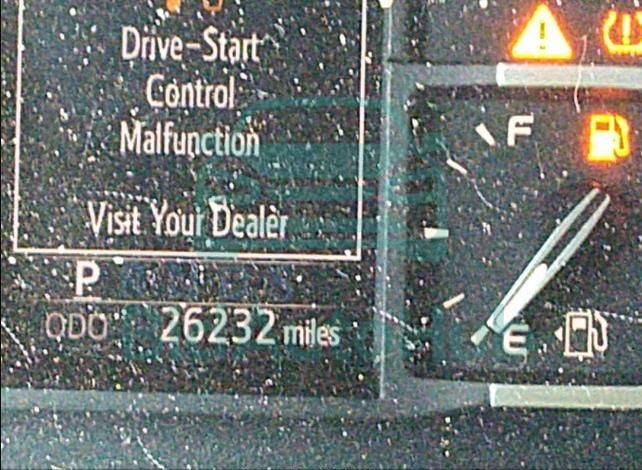 Drive-Start
Control
Malfunction
Visit Your Dealer
P
ODO 26232 miles
F
E